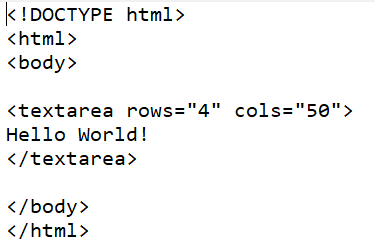 <!DOCTYPE html>
<html>
<body>

<textarea rows="4" cols="50">
Hello World!
</textarea>

</body>
</html>